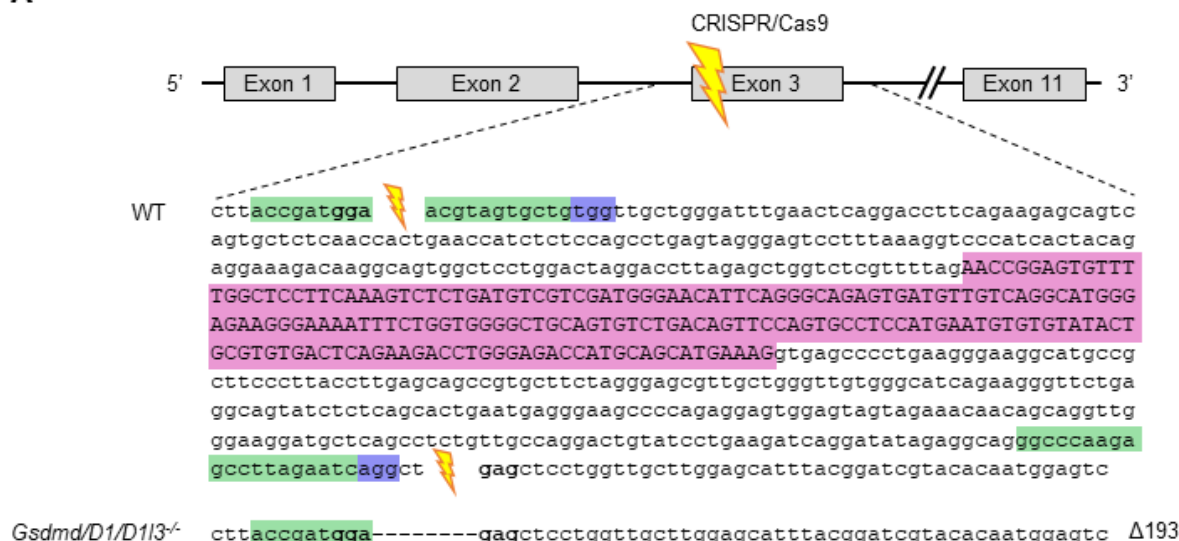 CRISPR/Cas9
5' Exon 1 Exon 2 Exon 3 Exon 11 3'
WT cttaccgatgga acgtagtgctgtggttgctgggatttgaactcaggaccttcagaagagcagtc
agtgctctcaaccactgaaccatctctccagcctgagtagggagtcctttaaaggtcccatcactacag
aggaaagacaaggcagtggctcctggactaggaccttagagctggtctcgttttagAACCGGAGTGTTT
TGGCTCCTTCAAAGTCTCTGATGTCGTCGATGGGAACATTCAGGGCAGAGTGATGTTGTCAGGCATGGG
AGAAGGGAAAATTTCTGGTGGGGCTGCAGTGTCTGACAGTTCCAGTGCCTCCATGAATGTGTGTATACT
GCGTGTGACTCAGAAGACCTGGGAGACCATGCAGCATGAAAGgtgagcccctgaagggaaggcatgccg
cttcccttaccttgagcagccgtgcttctagggagcgttgctgggttgtgggcatcagaagggttctga
ggcagtatctctcagcactgaatgagggaagccccagaggagtggagtagtagaaacaacagcaggttg
ggaaggatgctcagcctctgttgccaggactgtatcctgaagatcaggatatagaggcagggcccaaga
gccttagaatcaggct gagctcctggttgcttggagcatttacggatcgtacacaatggagtc
Gsdmd/D1/D1l3-/- cttaccgatgga--------gagctcctggttgcttggagcatttacggatcgtacacaatggagtc Δ193